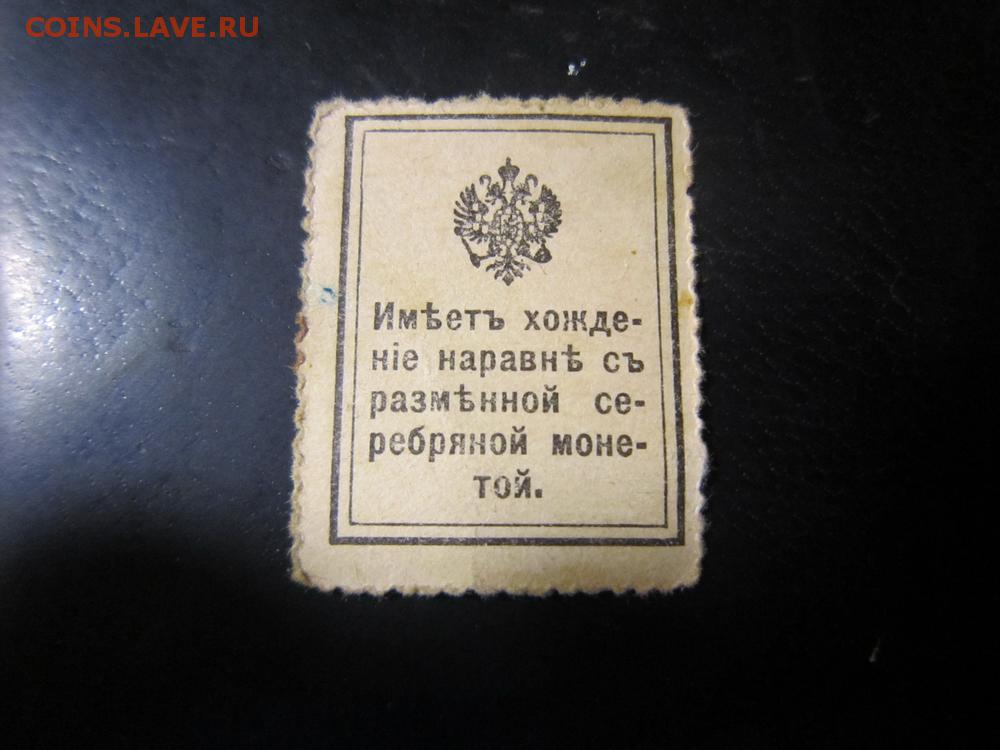 COINS.LAVE.RU
Имѣетъ хожде-
ніе наравнѣ съ
размѣнной се-
ребряной моне-
той.